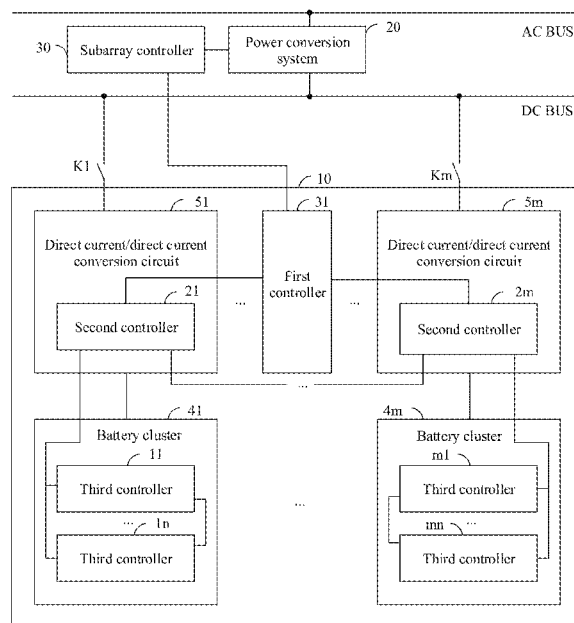 20
AC BUS
30
Subarray controller
Power conversion
system
DC BUS
K1
Km
10
51
31
5m
Direct current/direct current
conversion circuit
First
controller
Direct current/direct current
conversion circuit
21
2m
...
...
Second controller
Second controller
...
41
4m
Battery cluster
Battery cluster
11
m1
Third controller
Third controller
... 1n
...
mn ...
Third controller
Third controller